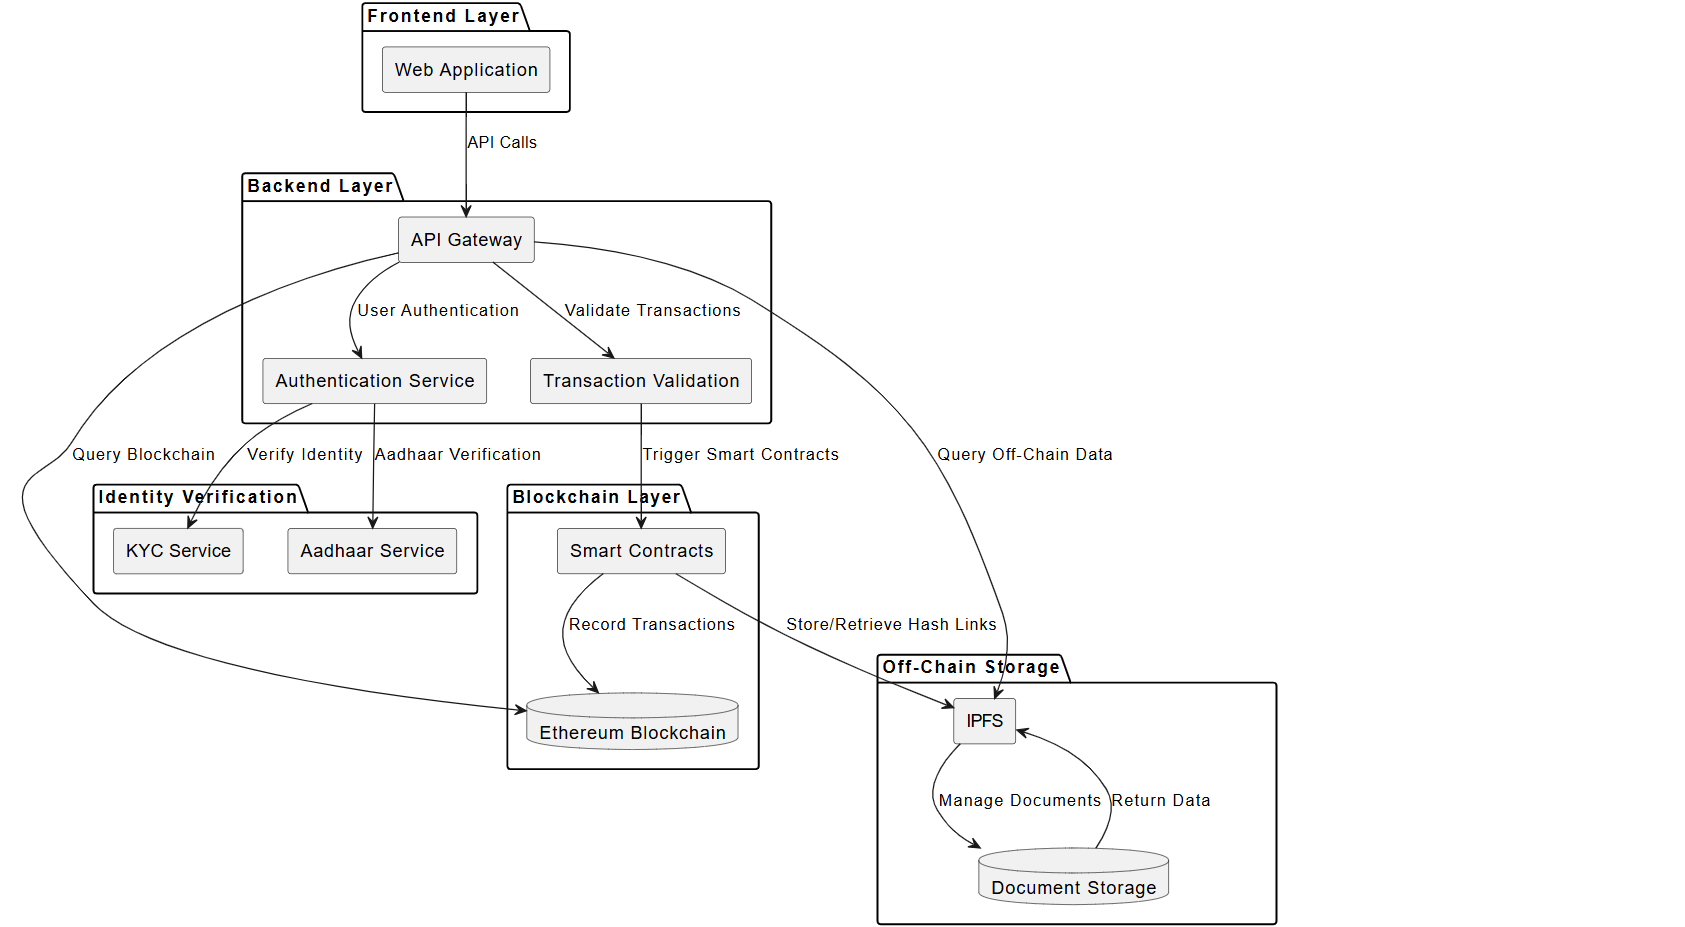 Frontend Layer
Web Application
API Calls
Backend Layer
API Gateway
User Authentication
Validate Transactions
Authentication Service
Transaction Validation
Query Blockchain
Verify Identity
Aadhaar Verification
Trigger Smart Contracts
Query Off-Chain Data
Identity Verification
Blockchain Layer
KYC Service
Aadhaar Service
Smart Contracts
Record Transactions
Store/Retrieve Hash Links
Off-Chain Storage
IPFS
Ethereum Blockchain
Manage Documents
Return Data
Document Storage